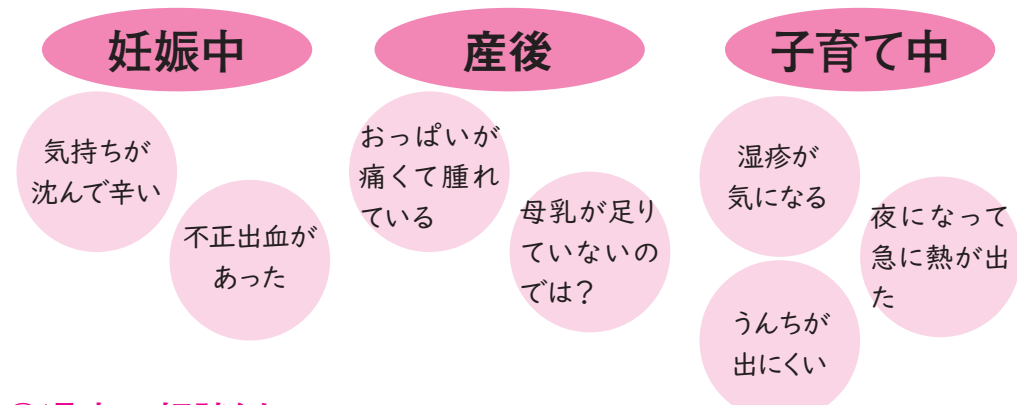 妊娠中
気持ちが
沈んで辛い
不正出血が
あった
産後
おっぱいが
痛くて腫れ
ている
母乳が足り
ていないの
では？
子育て中
湿疹が
気になる
夜になって
急に熱が出
た
うんちが
出にくい